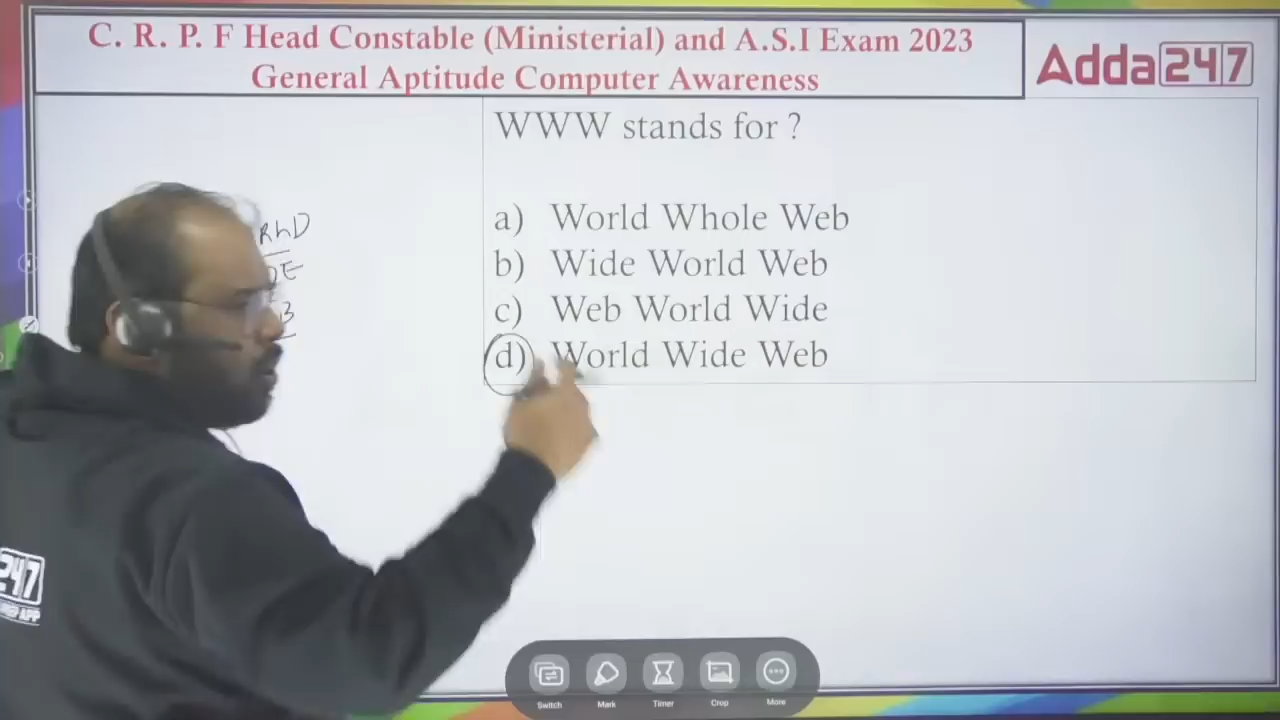 C. R. P. F Head Constable (Ministerial) and A.S.I Exam 2023
General Aptitude Computer Awareness
Adda247
WWW stands for ?
a) World Whole Web
b) Wide World Web
c) Web World Wide
d) World Wide Web
247
Switch
Mark
Timer
Crop
More